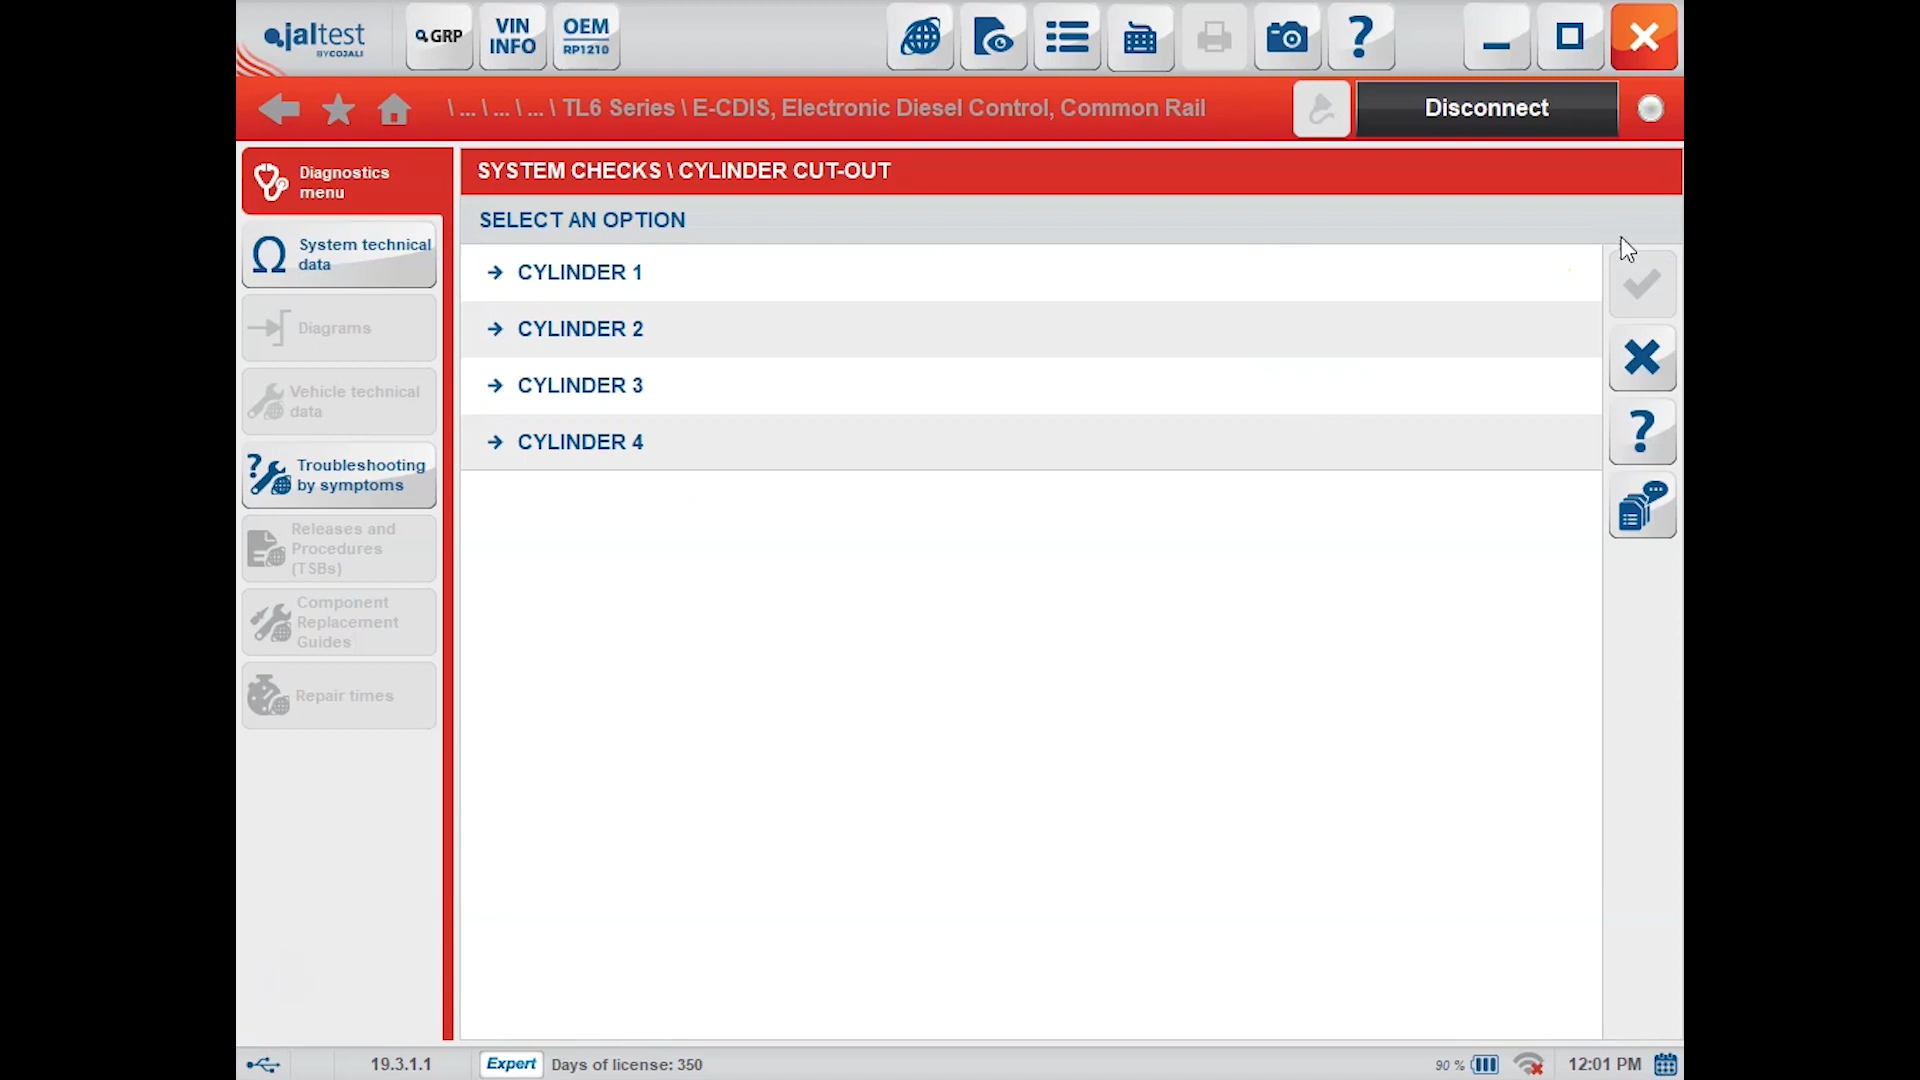 jaltest
BY COJALI
GRP
VIN
INFO
OEM
RP1210
?
\ ... \ ... \ ... \ TL6 Series \ E-CDIS, Electronic Diesel Control, Common Rail
Disconnect
Diagnostics
menu
SYSTEM CHECKS \ CYLINDER CUT-OUT
SELECT AN OPTION
System technical
data
CYLINDER 1
CYLINDER 2
CYLINDER 3
CYLINDER 4
Diagrams
Vehicle technical
data
Troubleshooting
by symptoms
Releases and
Procedures
(TSBs)
Component
Replacement
Guides
Repair times
?
19.3.1.1
Expert
Days of license: 350
90 %
12:01 PM